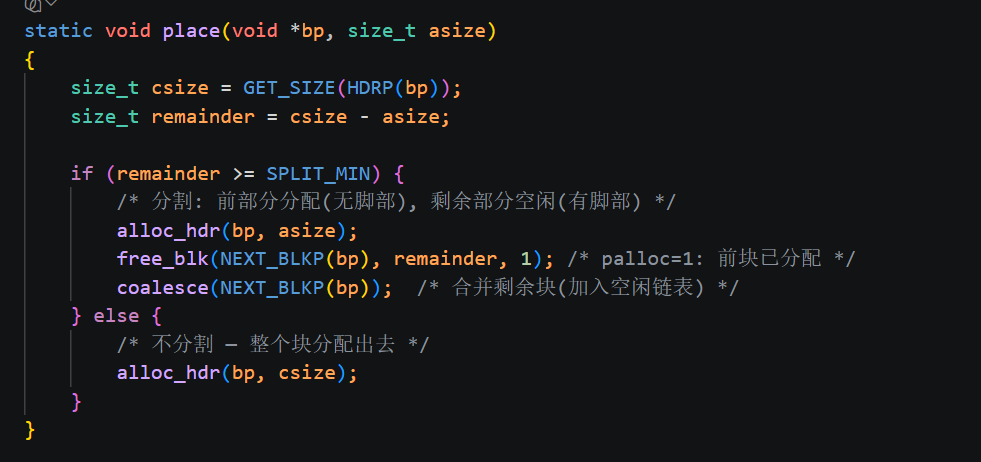 static void place(void *bp, size_t asize)
{
    size_t csize = GET_SIZE(HDRP(bp));
    size_t remainder = csize - asize;

    if (remainder >= SPLIT_MIN) {
        /* 分割: 前部分分配(无脚部), 剩余部分空闲(有脚部) */
        alloc_hdr(bp, asize);
        free_blk(NEXT_BLKP(bp), remainder, 1); /* palloc=1: 前块已分配 */
        coalesce(NEXT_BLKP(bp));  /* 合并剩余块(加入空闲链表) */
    } else {
        /* 不分割 — 整个块分配出去 */
        alloc_hdr(bp, csize);
    }
}